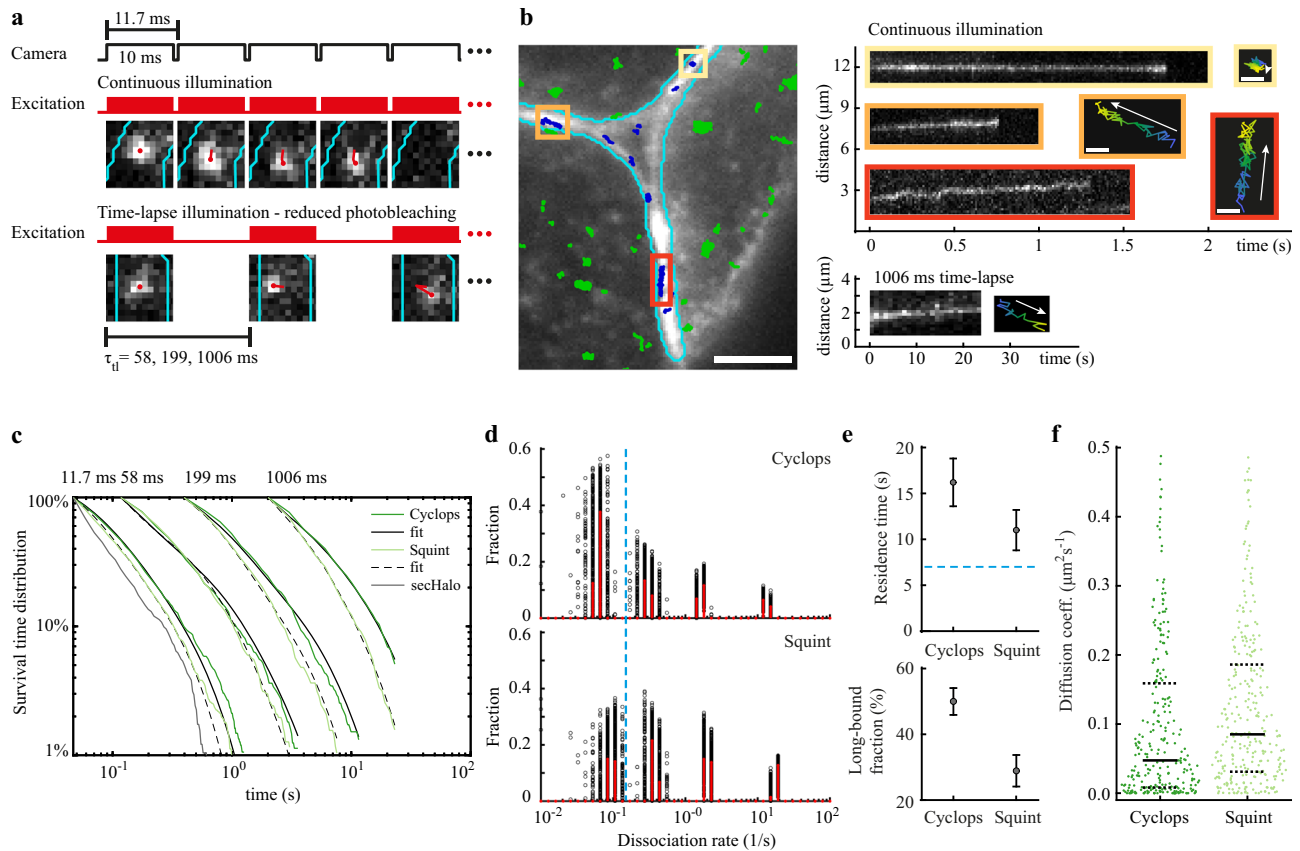 a
11.7 ms
Camera
10 ms
Continuous illumination
Excitation
Time-lapse illumination - reduced photobleaching
Excitation
τtl = 58, 199, 1006 ms
b
Continuous illumination
distance (μm)
12
9
6
3
0
0.5
1
1.5
2
time (s)
1006 ms time-lapse
distance (μm)
4
2
0
0
10
20
30
time (s)
c
11.7 ms 58 ms 199 ms 1006 ms
Survival time distribution
100%
10%
1%
Cyclops
fit
Squint
fit
secHalo
10⁻¹ 10⁰ 10¹ 10²
time (s)
d
Fraction
0.6
0.4
0.2
0
Cyclops
Fraction
0.6
0.4
0.2
0
Squint
10⁻² 10⁻¹ 10⁻⁰ 10¹ 10²
Dissociation rate (1/s)
e
Residence time (s)
20
15
10
5
0
Cyclops Squint
Long-bound
fraction (%)
60
40
20
Cyclops Squint
f
Diffusion coeff. (μm²s⁻¹)
0.5
0.4
0.3
0.2
0.1
0.0
Cyclops Squint